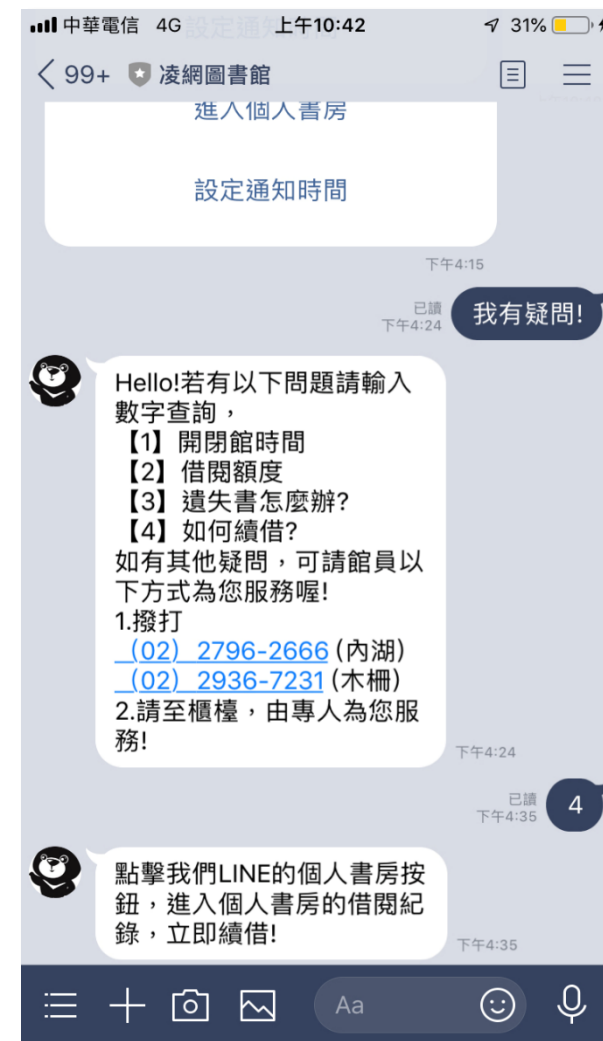 中華電信 4G 上午10:42 31%
99+ 凌網圖書館
進入個人書房
設定通知時間
下午4:15
已讀
下午4:24
我有疑問!
Hello!若有以下問題請輸入
數字查詢，
【1】開閉館時間
【2】借閱額度
【3】遺失書怎麼辦?
【4】如何續借?
如有其他疑問，可請館員以
下方式為您服務喔!
1.撥打
(02) 2796-2666 (內湖)
(02) 2936-7231 (木柵)
2.請至櫃檯，由專人為您服
務!
下午4:24
已讀
下午4:35
4
點擊我們LINE的個人書房按
鈕，進入個人書房的借閱紀
錄，立即續借!
下午4:35
Aa